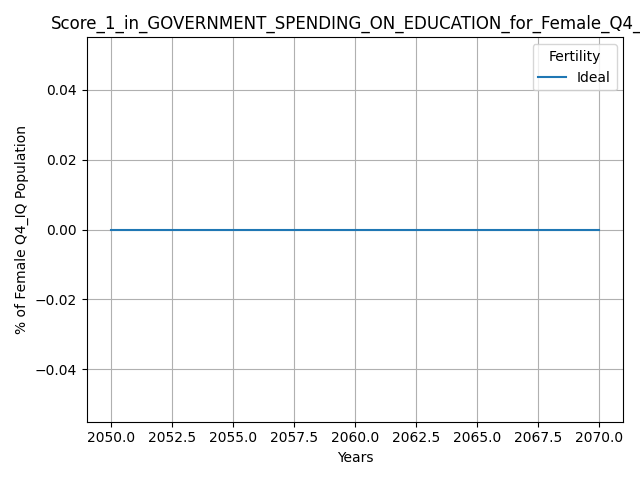 Score_1_in_GOVERNMENT_SPENDING_ON_EDUCATION_for_Female_Q4_
Fertility
Ideal
0.04
0.02
0.00
−0.02
−0.04
% of Female Q4_IQ Population
2050.0 2052.5 2055.0 2057.5 2060.0 2062.5 2065.0 2067.5 2070.0
Years